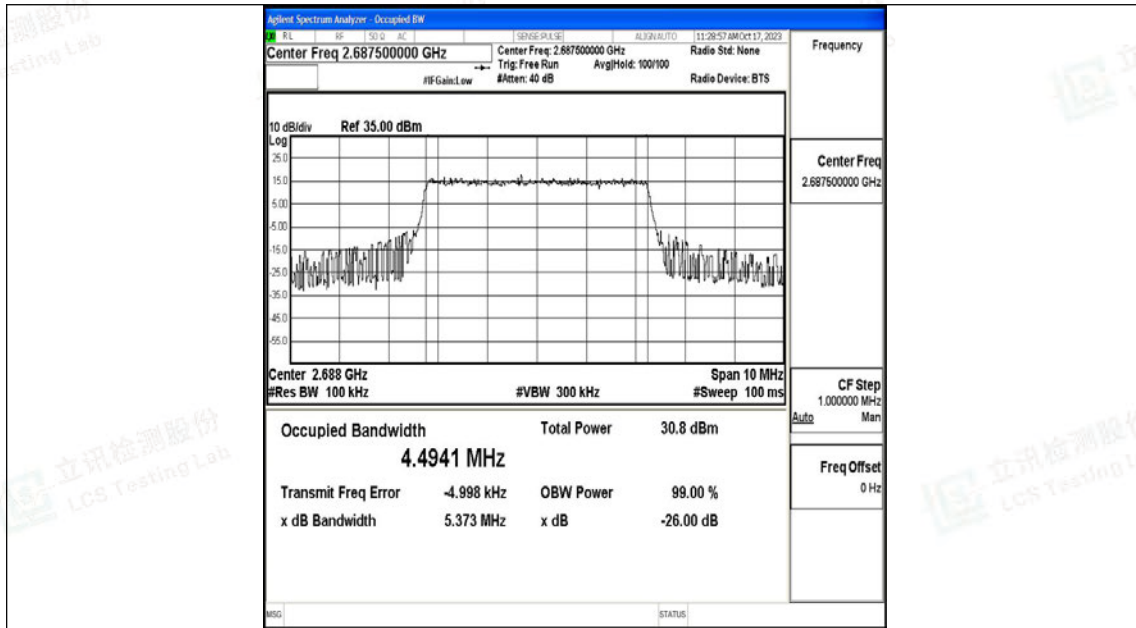 Agilent Spectrum Analyzer - Occupied BW
RL RF 50 Ω AC SENSE:PULSE ALIGNAUTO 11:28:57 AM Oct 17, 2023
Center Freq 2.687500000 GHz
Center Freq: 2.687500000 GHz
Radio Std: None
Trig: Free Run Avg|Hold: 100/100
#IFGain:Low
#Atten: 40 dB
Radio Device: BTS
10 dB/div Ref 35.00 dBm
Log
25.0
15.0
5.00
-5.00
-15.0
-25.0
-35.0
-45.0
-55.0
Center 2.688 GHz
Span 10 MHz
#Res BW 100 kHz
#VBW 300 kHz
#Sweep 100 ms
Occupied Bandwidth
Total Power 30.8 dBm
4.4941 MHz
Transmit Freq Error -4.998 kHz
OBW Power 99.00 %
x dB Bandwidth 5.373 MHz
x dB -26.00 dB
MSG
STATUS
Frequency
Center Freq
2.687500000 GHz
CF Step
1.000000 MHz
Auto Man
Freq Offset
0 Hz
立讯检测股份
LCS Testing Lab
立讯检测股份